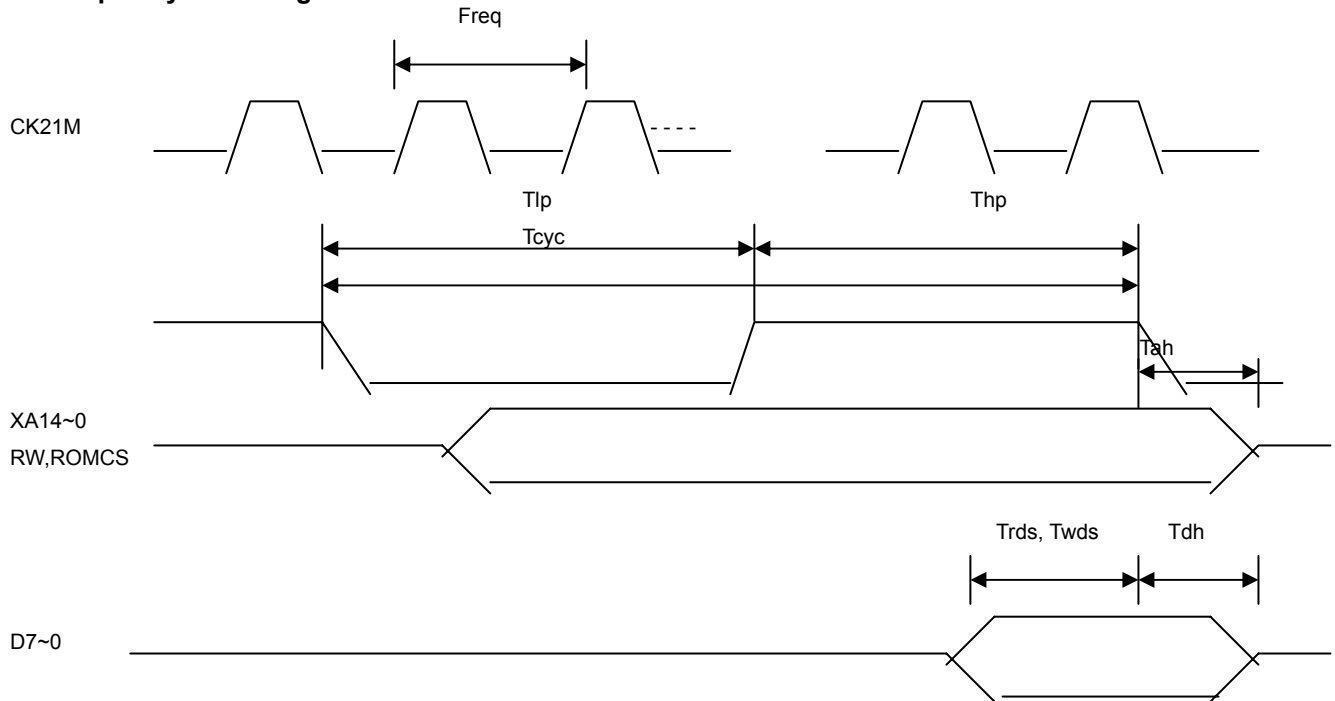 Freq
CK21M
Tlp
Thp
Tcyc
Tah
XA14~0
RW,ROMCS
Trds, Twds
Tdh
D7~0